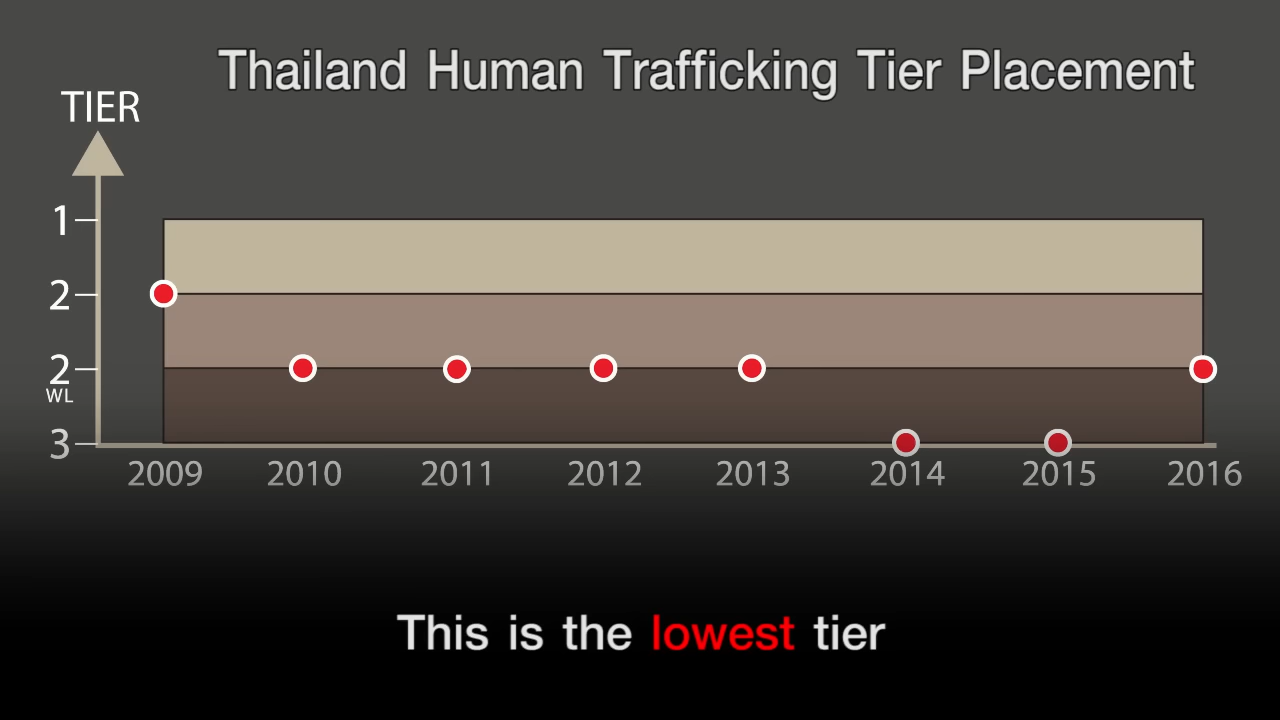 Thailand Human Trafficking Tier Placement
TIER
1
2
2
WL
3
2009 2010 2011 2012 2013 2014 2015 2016
This is the lowest tier